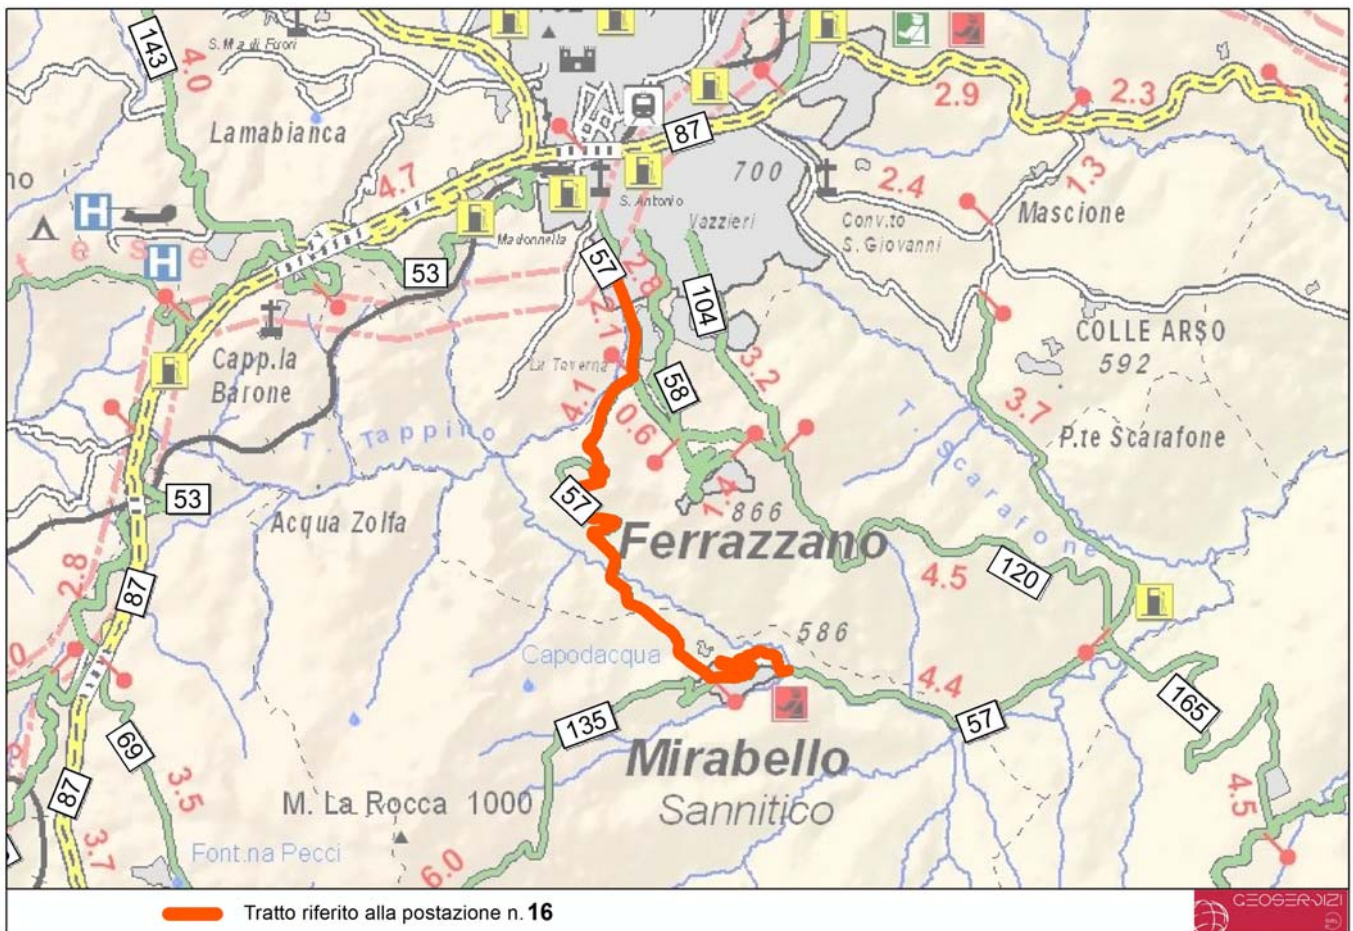 143
4.0
S. M.a di Fuori
Lamabianca
4.7
87
2.9
2.3
700
2.4
1.3
Mascione
S. Antonio
Vazzieri
Conv.to
S. Giovanni
Madonnella
H
H
e s e
53
57
2.8
104
2.1
La Taverna
3.2
COLLE ARSO
592
Capp.la
Barone
58
4.1
0.6
3.7
T. Tappino
T. Scarafone
P.te Scarafone
53
57
Acqua Zolfa
1.4
866
Ferrazzano
4.5
120
2.8
87
586
Capodacqua
4.4
57
165
135
69
Mirabello
Sannitico
87
3.5
4.5
M. La Rocca 1000
3.7
Font.na Pecci
6.0
Tratto riferito alla postazione n. 16
GEOSERVIZI